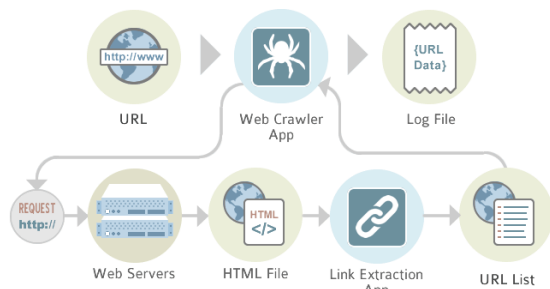 http://www
{URL
Data}
URL
Web Crawler
App
Log File
REQUEST
http://
HTML
</>
Web Servers
HTML File
Link Extraction
App
URL List